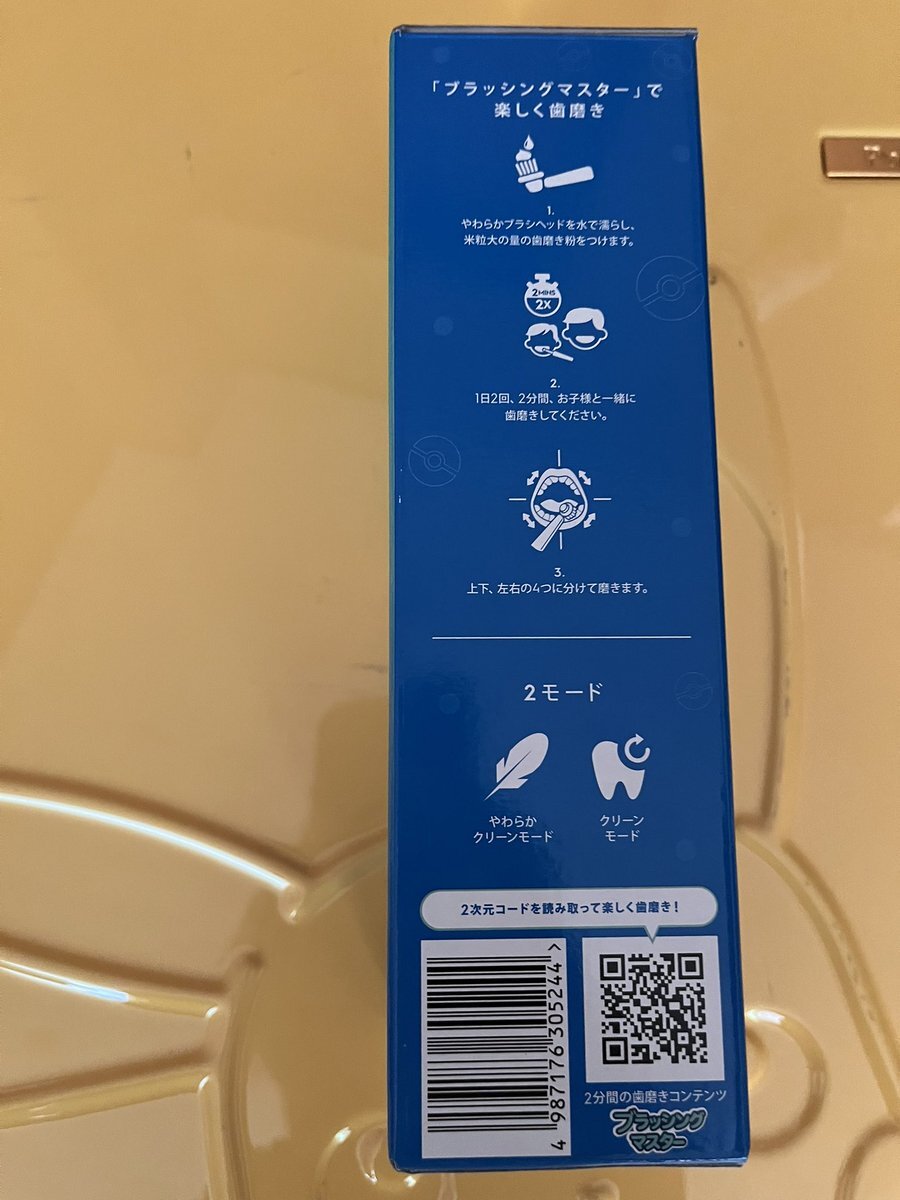 「ブラッシングマスター」で
楽しく歯磨き
1.
やわらかブラシヘッドを水で濡らし、
米粒大の量の歯磨き粉をつけます。
2MINS
2X
2.
1日2回、2分間、お子様と一緒に
歯磨きしてください。
3.
上下、左右の4つに分けて磨きます。
2モード
やわらか
クリーンモード
クリーン
モード
2次元コードを読み取って楽しく歯磨き!
4 987176 305244 >
2分間の歯磨きコンテンツ
ブラッシング
マスター